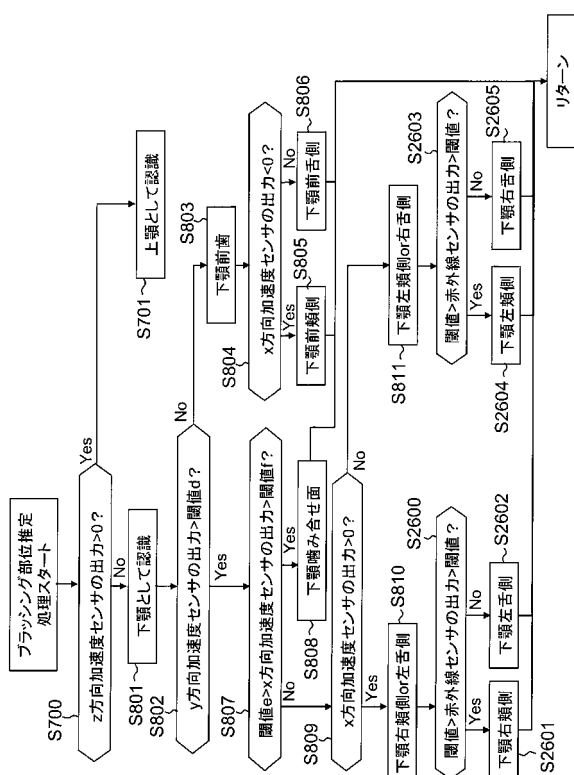 ブラッシング部位推定
処理スタート
S700
z方向加速度センサの出力>0?
Yes
No
S701
上顎として認識
S801
下顎として認識
S802
y方向加速度センサの出力>閾値d?
No
Yes
S803
下顎前歯
S804
x方向加速度センサの出力<0?
Yes
No
S805
下顎前頬側
S806
下顎前舌側
S807
閾値e>x方向加速度センサの出力>閾値f?
Yes
No
S808
下顎噛み合せ面
S809
x方向加速度センサの出力>0?
Yes
No
S810
下顎右頬側or左舌側
S811
下顎左頬側or右舌側
S2600
閾値>赤外線センサの出力>閾値?
Yes
No
S2601
下顎右頬側
S2602
下顎左舌側
S2603
閾値>赤外線センサの出力>閾値?
Yes
No
S2604
下顎左頬側
S2605
下顎右舌側
リターン